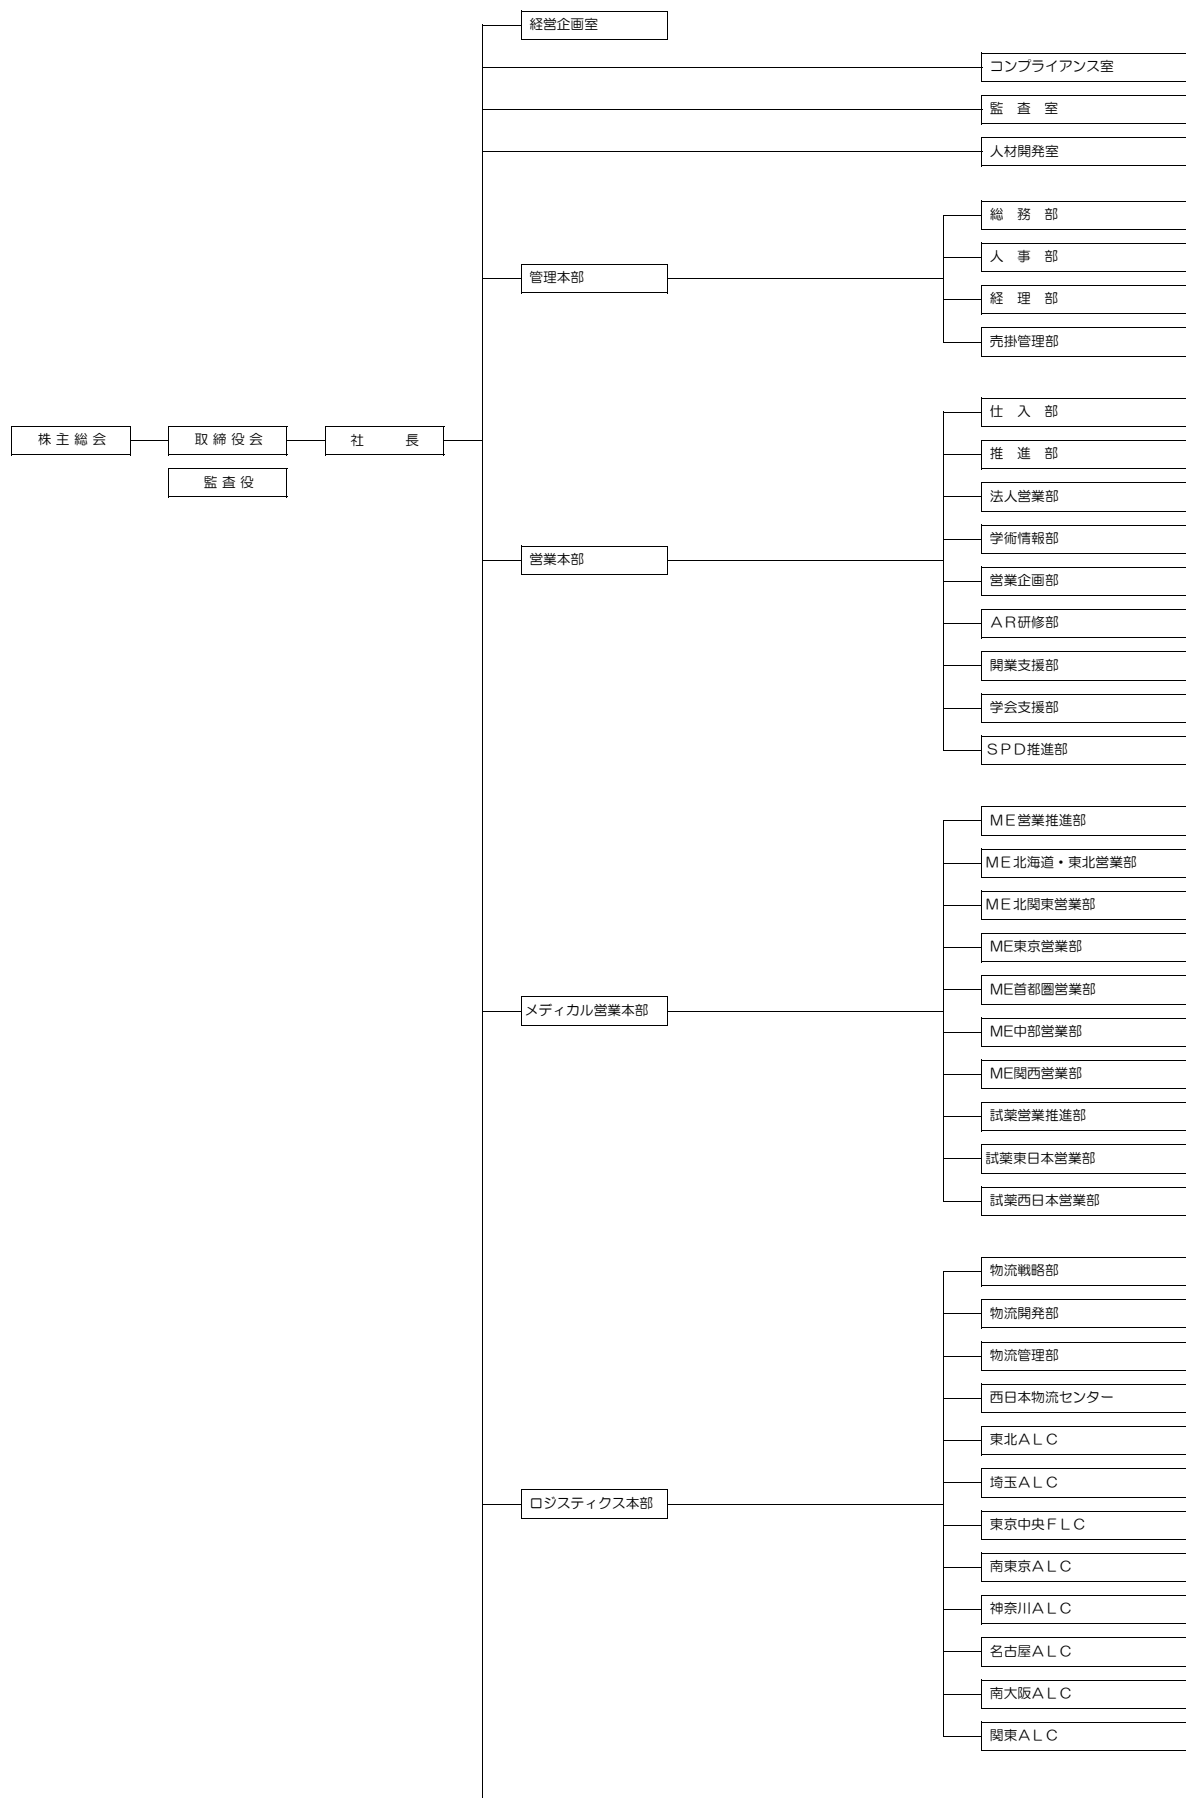 経営企画室
コンプライアンス室
監　査　室
人材開発室
管理本部
総　務　部
人　事　部
経　理　部
売掛管理部
株 主 総 会
取 締 役 会
社　　　長
監 査 役
営業本部
仕　入　部
推　進　部
法人営業部
学術情報部
営業企画部
ＡＲ研修部
開業支援部
学会支援部
ＳＰＤ推進部
メディカル営業本部
ＭＥ営業推進部
ＭＥ北海道・東北営業部
ＭＥ北関東営業部
ME東京営業部
ME首都圏営業部
ME中部営業部
ME関西営業部
試薬営業推進部
試薬東日本営業部
試薬西日本営業部
ロジスティクス本部
物流戦略部
物流開発部
物流管理部
西日本物流センター
東北ＡＬＣ
埼玉ＡＬＣ
東京中央ＦＬＣ
南東京ＡＬＣ
神奈川ＡＬＣ
名古屋ＡＬＣ
南大阪ＡＬＣ
関東ＡＬＣ